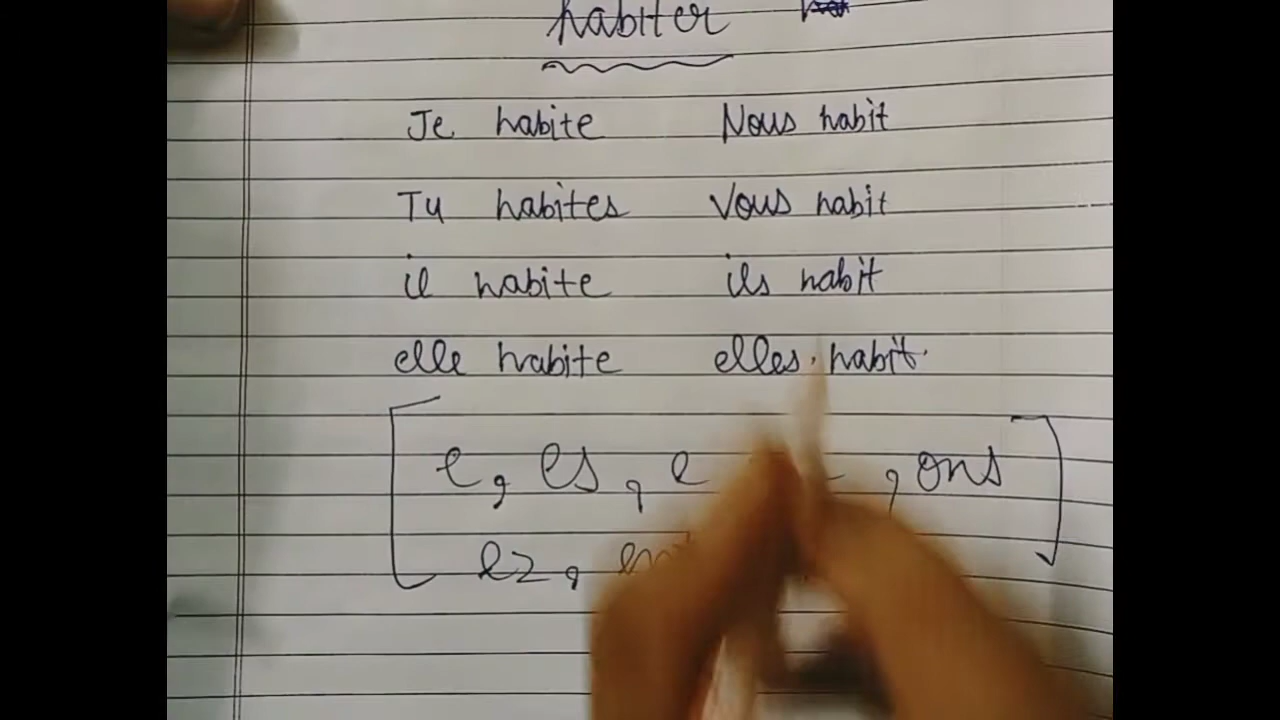 habiter
Je habite Nous habit
Tu habites Vous habit
il habite ils habit
elle habite elles habit
e, es, e , ons
ez,